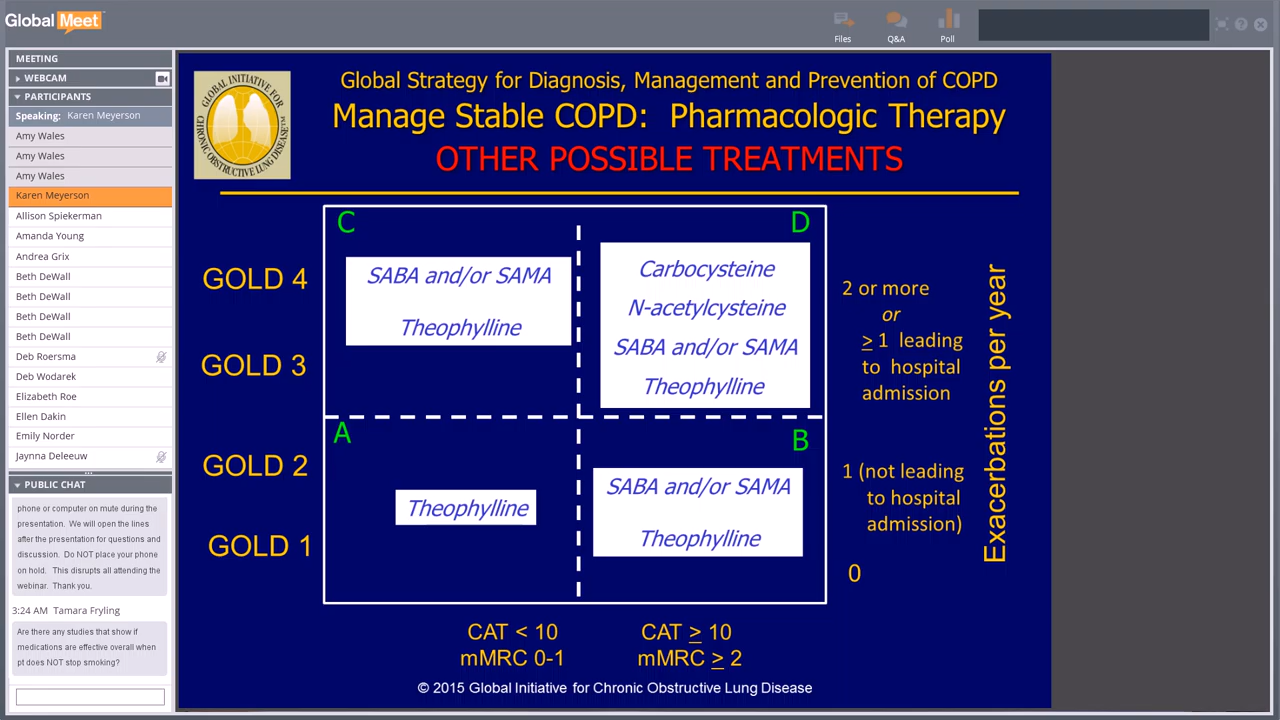 Global Meet
Files
Q&A
Poll
MEETING
WEBCAM
PARTICIPANTS
Speaking: Karen Meyerson
Amy Wales
Amy Wales
Amy Wales
Karen Meyerson
Allison Spiekerman
Amanda Young
Andrea Grix
Beth DeWall
Beth DeWall
Beth DeWall
Beth DeWall
Deb Roersma
Deb Wodarek
Elizabeth Roe
Ellen Dakin
Emily Norder
Jaynna Deleeuw
PUBLIC CHAT
phone or computer on mute during the
presentation. We will open the lines
after the presentation for questions and
discussion. Do NOT place your phone
on hold. This disrupts all attending the
webinar. Thank you.
3:24 AM Tamara Fryling
Are there any studies that show if
medications are effective overall when
pt does NOT stop smoking?
GLOBAL INITIATIVE FOR
CHRONIC OBSTRUCTIVE LUNG DISEASE
Global Strategy for Diagnosis, Management and Prevention of COPD
Manage Stable COPD: Pharmacologic Therapy
OTHER POSSIBLE TREATMENTS
C
D
GOLD 4
GOLD 3
SABA and/or SAMA
Theophylline
Carbocysteine
N-acetylcysteine
SABA and/or SAMA
Theophylline
2 or more
or
≥ 1 leading
to hospital
admission
A
B
GOLD 2
GOLD 1
Theophylline
SABA and/or SAMA
Theophylline
1 (not leading
to hospital
admission)
0
Exacerbations per year
CAT < 10
mMRC 0-1
CAT ≥ 10
mMRC ≥ 2
© 2015 Global Initiative for Chronic Obstructive Lung Disease